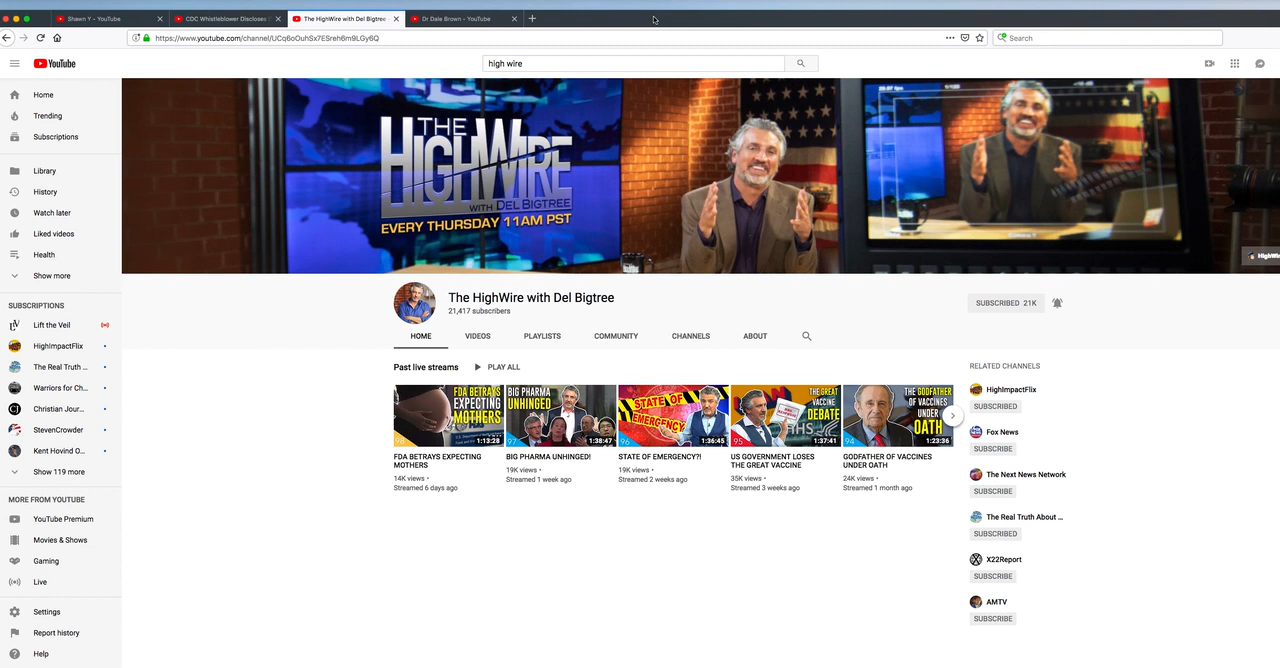 Shawn Y - YouTube
CDC Whistleblower Discloses
The HighWire with Del Bigtree
Dr Dale Brown - YouTube
https://www.youtube.com/channel/UCq6oOuhSx7ESreh6m9LGy6Q
Search
YouTube
high wire
Home
Trending
Subscriptions
Library
History
Watch later
Liked videos
Health
Show more
SUBSCRIPTIONS
Lift the Veil
HighImpactFlix
The Real Truth ...
Warriors for Ch...
Christian Jour...
StevenCrowder
Kent Hovind O...
Show 119 more
MORE FROM YOUTUBE
YouTube Premium
Movies & Shows
Gaming
Live
Settings
Report history
Help
THE
HIGHWIRE
WITH DEL BIGTREE
EVERY THURSDAY 11AM PST
HighWi
The HighWire with Del Bigtree
21,417 subscribers
SUBSCRIBED 21K
HOME VIDEOS PLAYLISTS COMMUNITY CHANNELS ABOUT
Past live streams PLAY ALL
FDA BETRAYS
EXPECTING
MOTHERS
98
1:13:28
FDA BETRAYS EXPECTING
MOTHERS
14K views •
Streamed 6 days ago
BIG PHARMA
UNHINGED
97
1:38:47
BIG PHARMA UNHINGED!
19K views •
Streamed 1 week ago
STATE OF
EMERGENCY
96
1:36:45
STATE OF EMERGENCY?!
19K views •
Streamed 2 weeks ago
THE GREAT
VACCINE
DEBATE
HHS
95
1:37:41
US GOVERNMENT LOSES
THE GREAT VACCINE
35K views •
Streamed 3 weeks ago
THE GODFATHER
OF VACCINES
UNDER
OATH
94
1:23:36
GODFATHER OF VACCINES
UNDER OATH
24K views •
Streamed 1 month ago
RELATED CHANNELS
HighImpactFlix
SUBSCRIBED
Fox News
SUBSCRIBE
The Next News Network
SUBSCRIBE
The Real Truth About ...
SUBSCRIBED
X22Report
SUBSCRIBE
AMTV
SUBSCRIBE